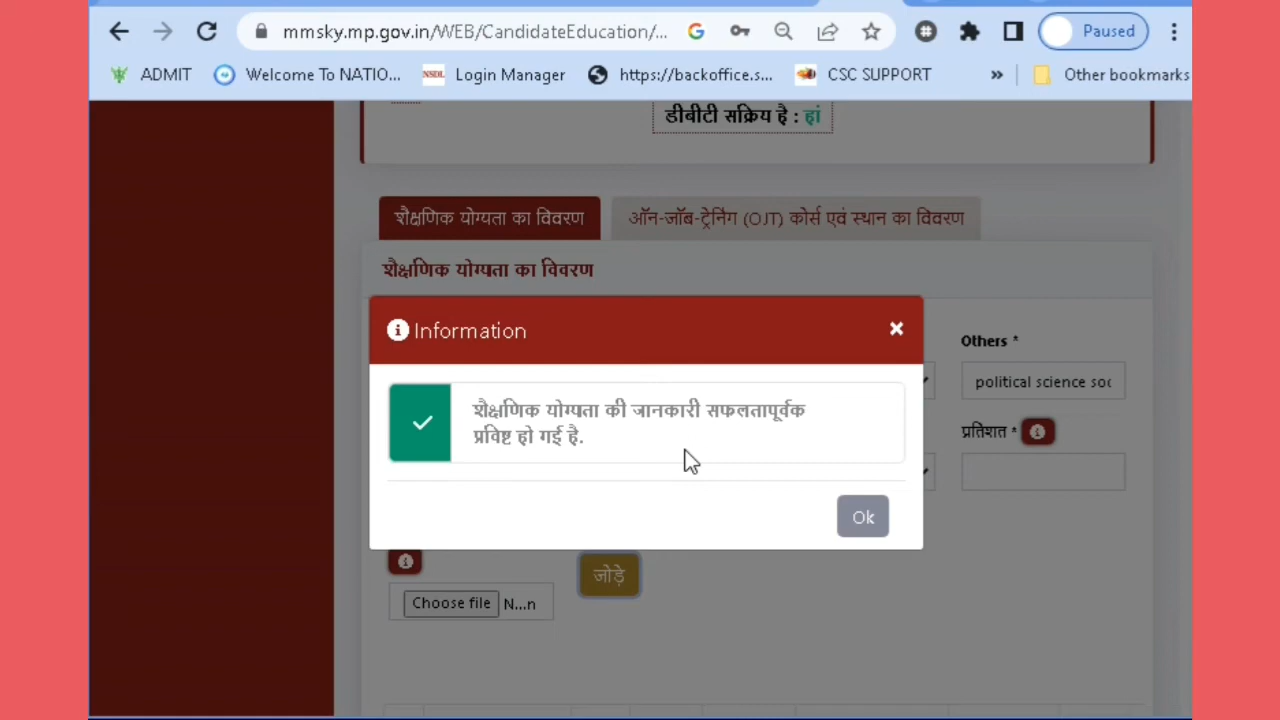 mmsky.mp.gov.in/WEB/CandidateEducation/...
Paused
ADMIT
Welcome To NATIO...
NSDL
Login Manager
https://backoffice.s...
CSC SUPPORT
»
Other bookmarks
डीबीटी सक्रिय है : हां
शैक्षणिक योग्यता का विवरण
ऑन-जॉब-ट्रेनिंग (OJT) कोर्स एवं स्थान का विवरण
शैक्षणिक योग्यता का विवरण
Information
Others *
political science soc
शैक्षणिक योग्यता की जानकारी सफलतापूर्वक
प्रविष्ट हो गई है.
प्रतिशत *
Ok
जोड़े
Choose file N...n